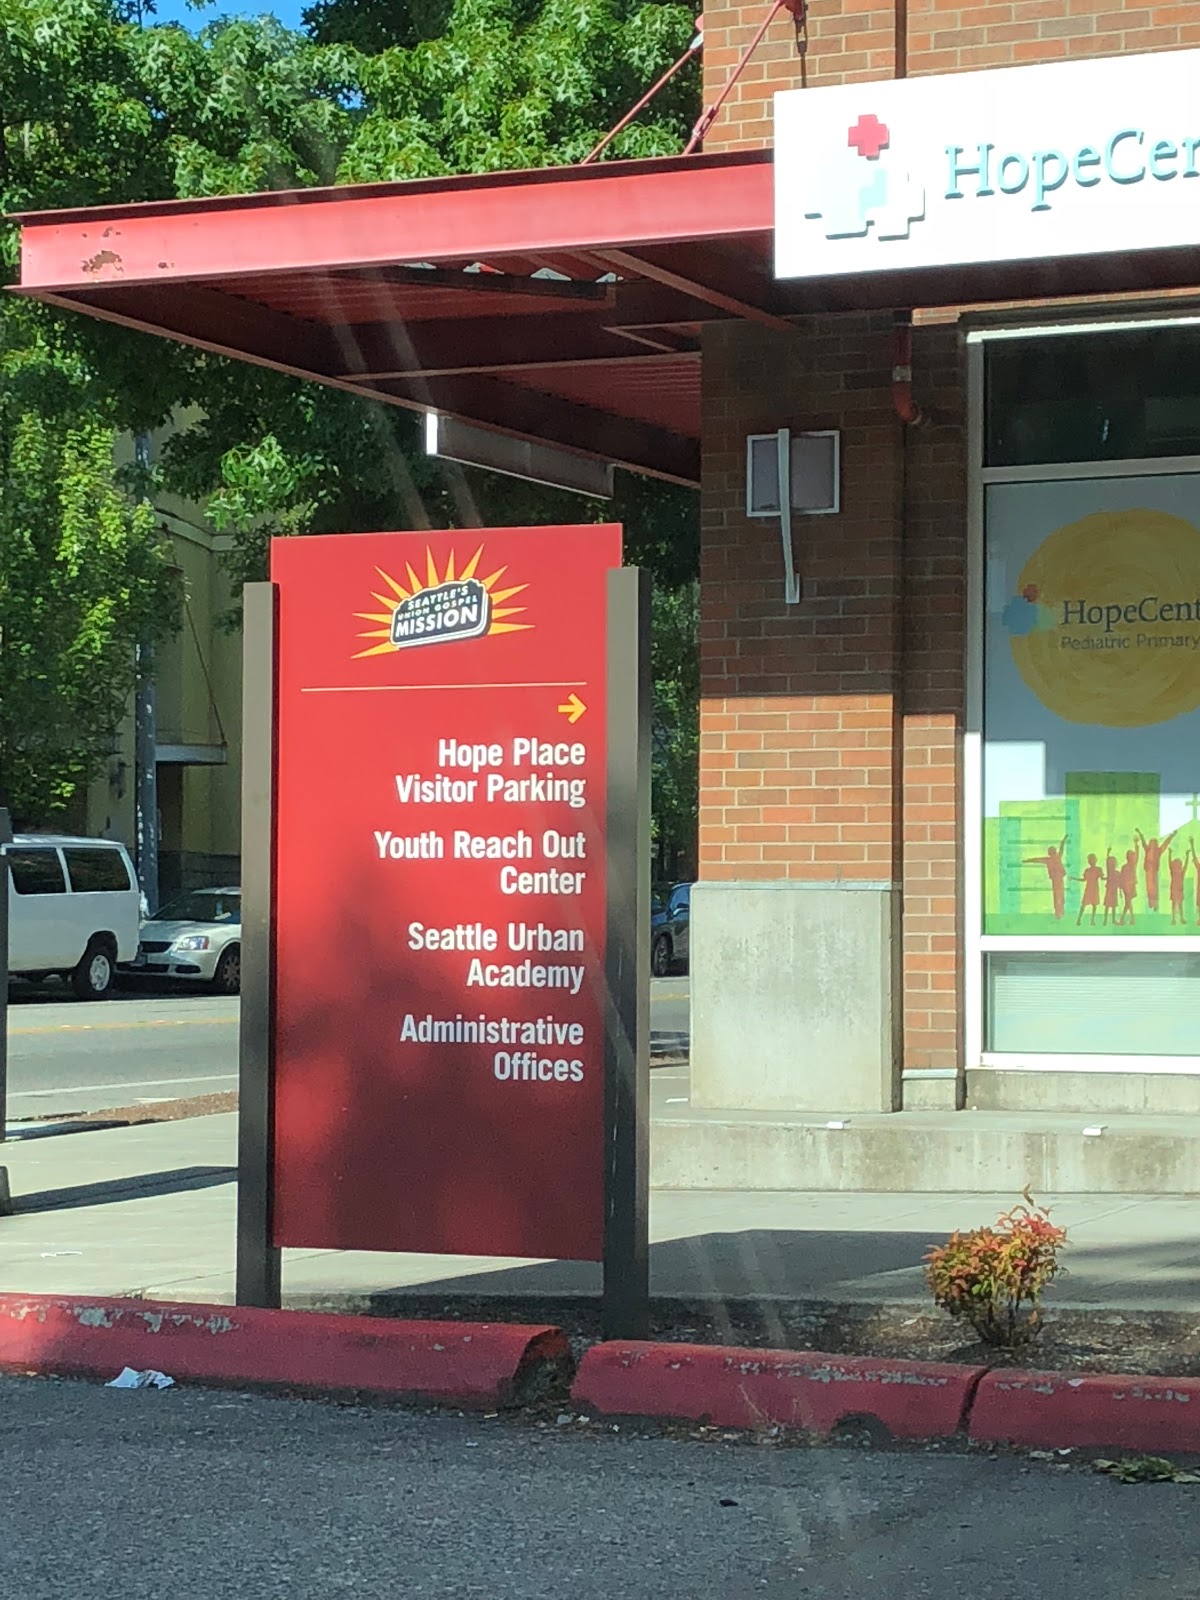 HopeCen
SEATTLE'S
UNION GOSPEL
MISSION
Hope Place
Visitor Parking
Youth Reach Out
Center
Seattle Urban
Academy
Administrative
Offices
HopeCent
Pediatric Primary